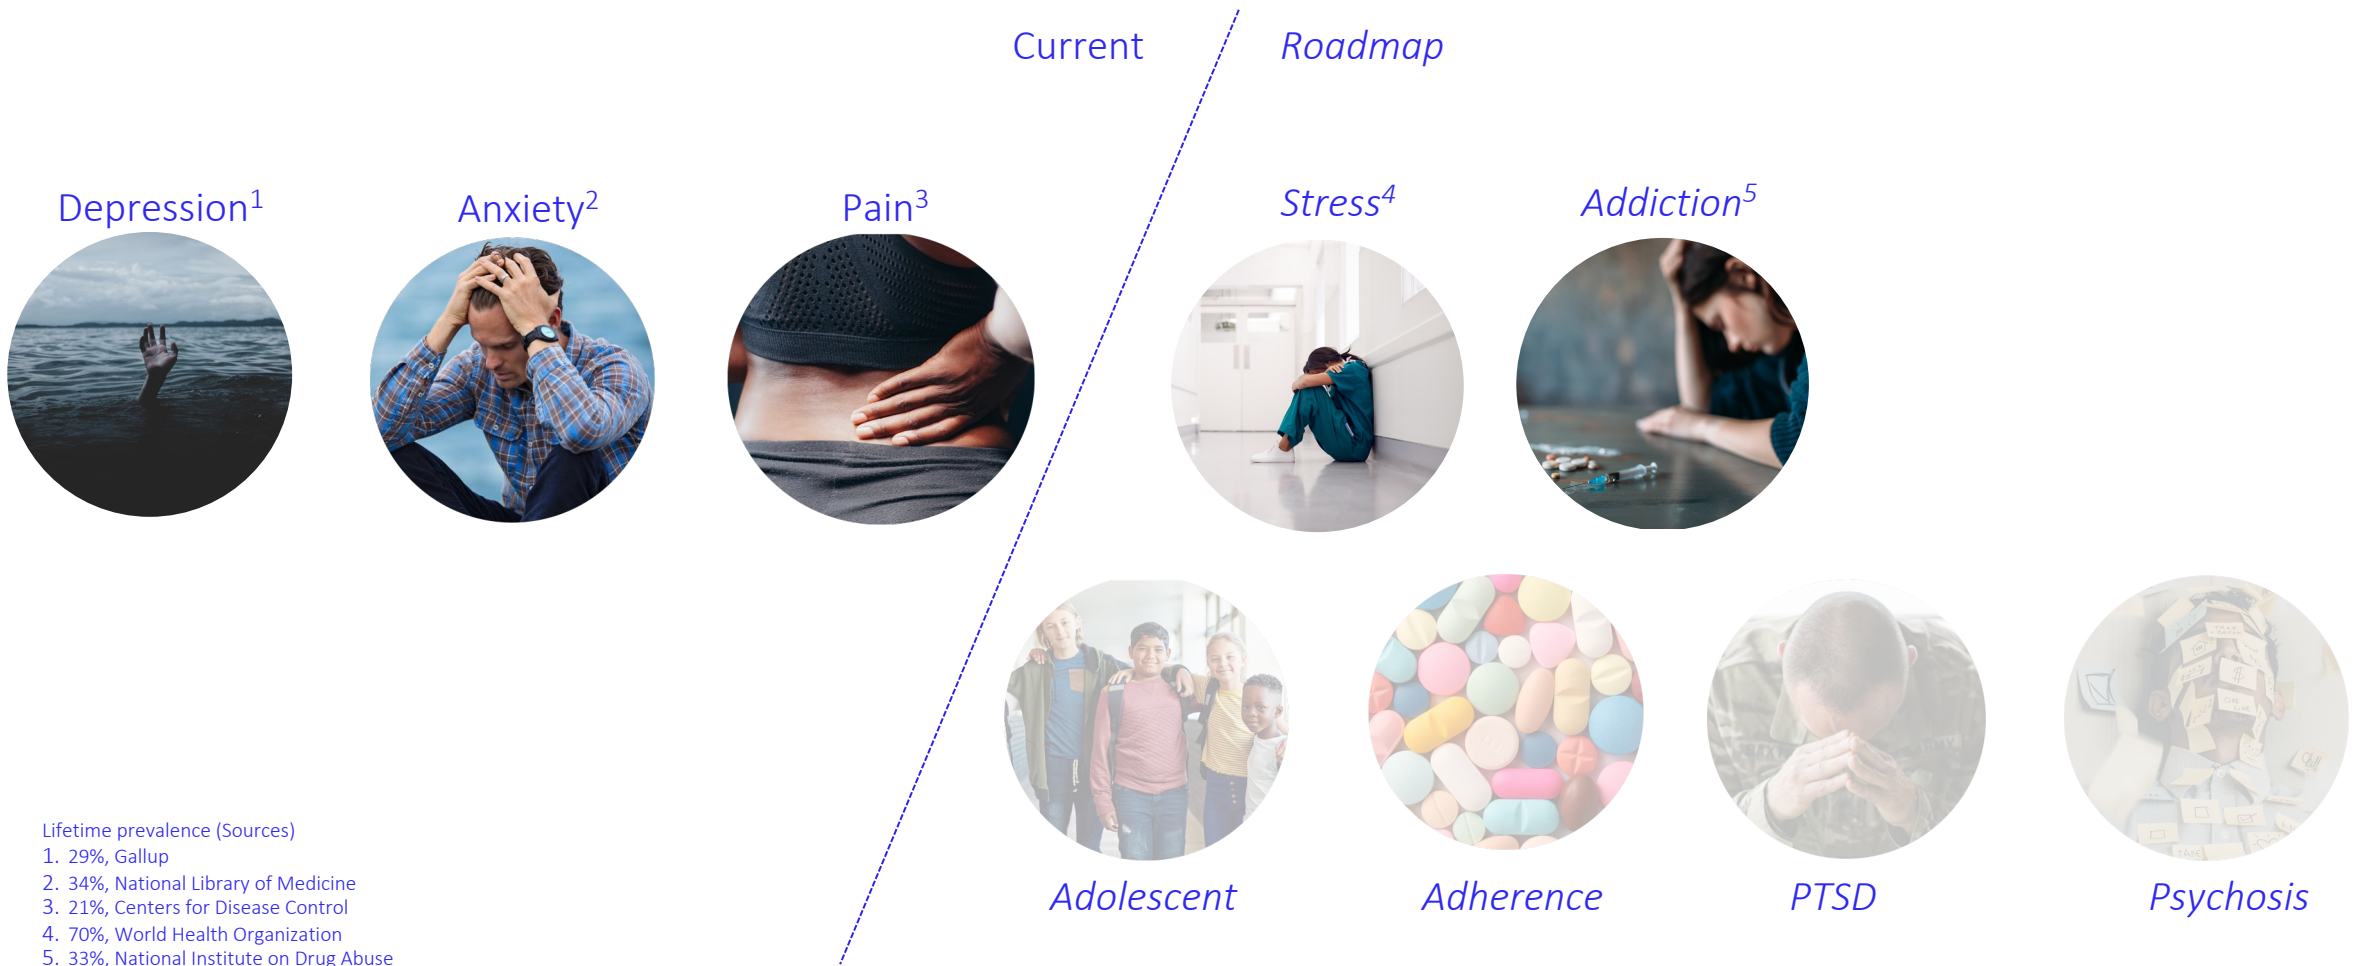 Current
Roadmap
Depression1
Anxiety2
Pain3
Stress4
Addiction5
Adolescent
Adherence
PTSD
Psychosis
Lifetime prevalence (Sources)
1. 29%, Gallup
2. 34%, National Library of Medicine
3. 21%, Centers for Disease Control
4. 70%, World Health Organization
5. 33%, National Institute on Drug Abuse